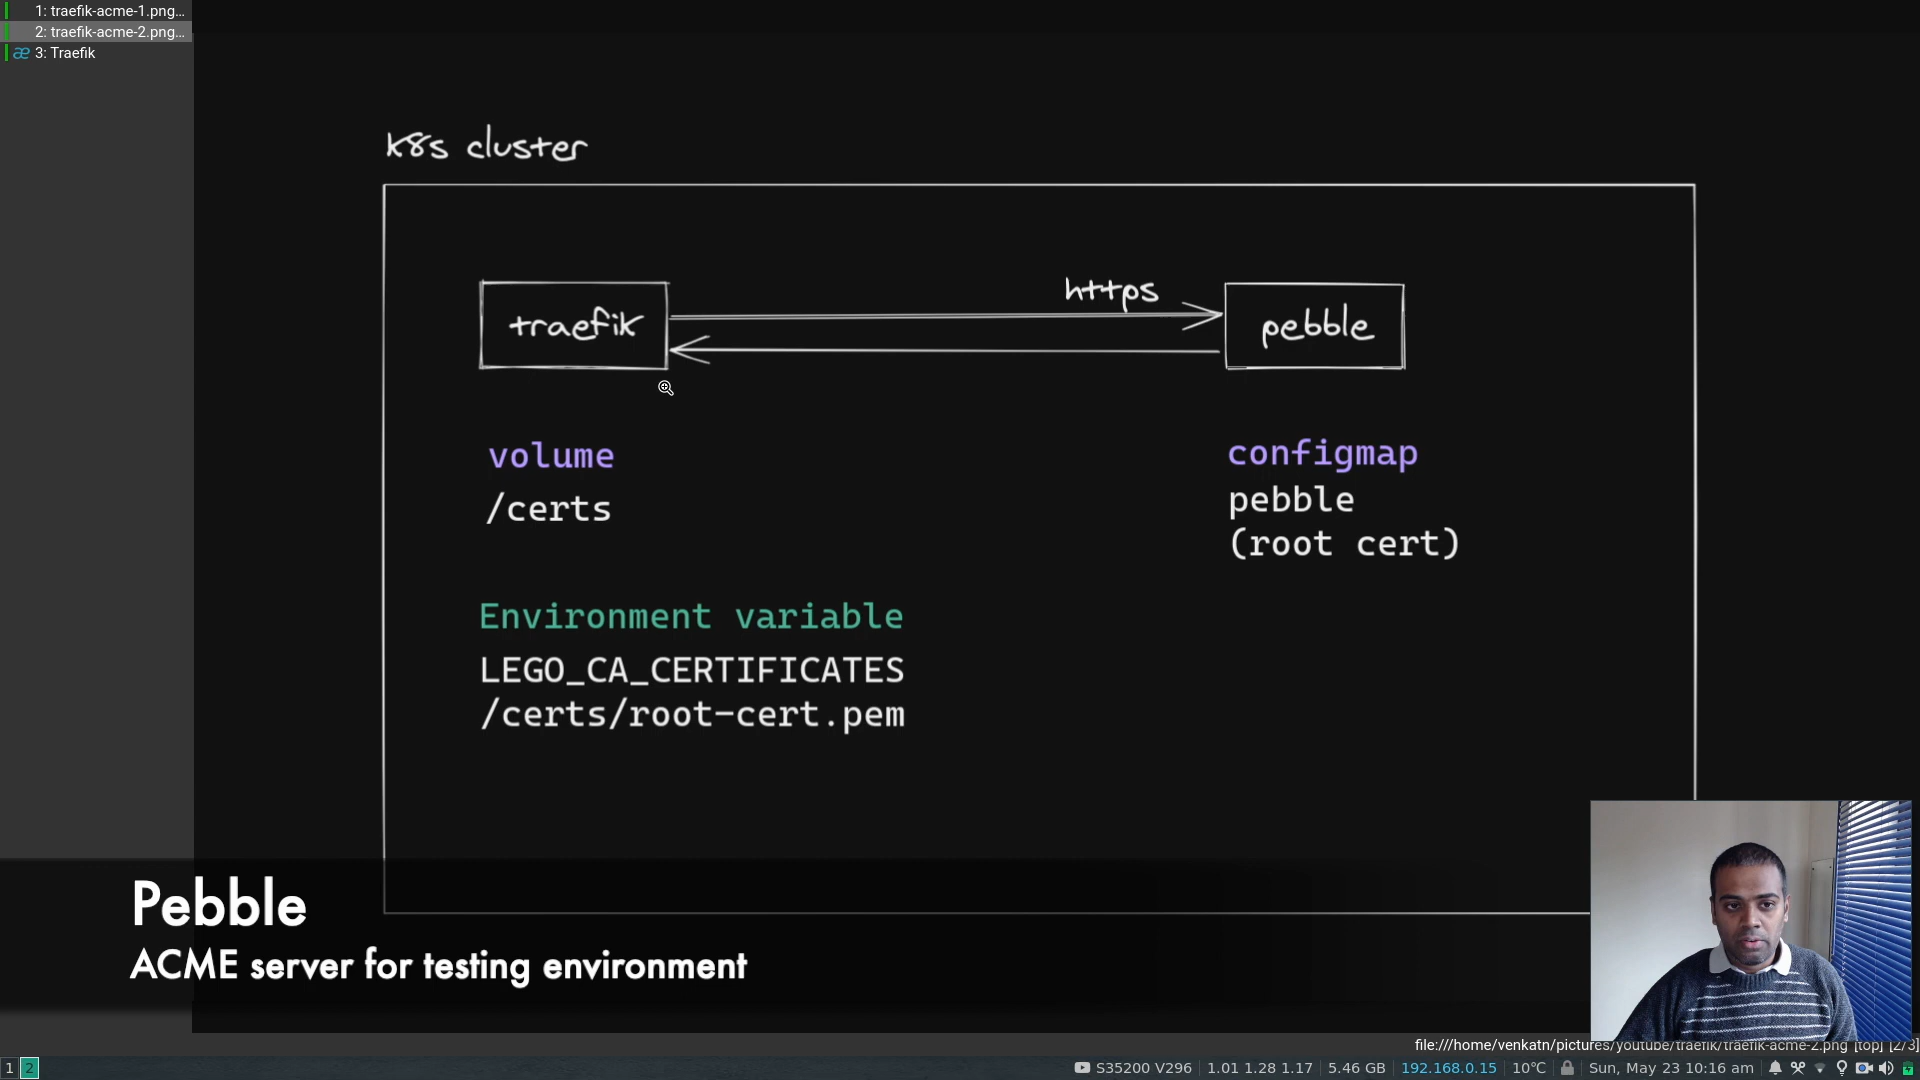 1: traefik-acme-1.png...
2: traefik-acme-2.png...
æ 3: Traefik
k8s cluster
traefik
https
pebble
volume
/certs
configmap
pebble
(root cert)
Environment variable
LEGO_CA_CERTIFICATES
/certs/root-cert.pem
Pebble
ACME server for testing environment
file:///home/venkatn/pictures/youtube/traefik/traefik-acme-2.png [top] [2/3]
1 2
S35200 V296 1.01 1.28 1.17 5.46 GB 192.168.0.15 10°C Sun, May 23 10:16 am